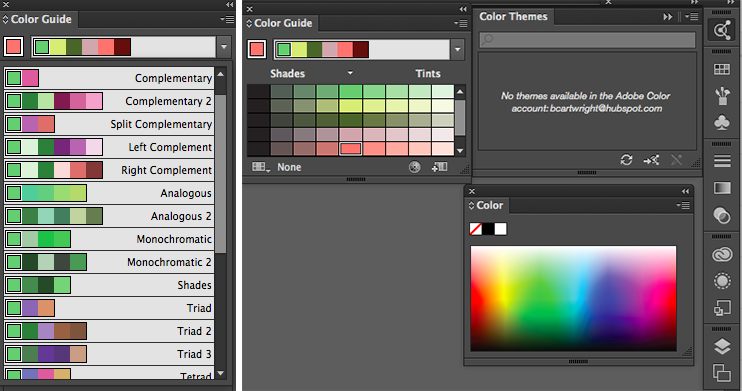 Color Guide
Complementary
Complementary 2
Split Complementary
Left Complement
Right Complement
Analogous
Analogous 2
Monochromatic
Monochromatic 2
Shades
Triad
Triad 2
Triad 3
Tetrad
Color Guide
Shades
Tints
None
Color Themes
No themes available in the Adobe Color
account: bcartwright@hubspot.com
Color